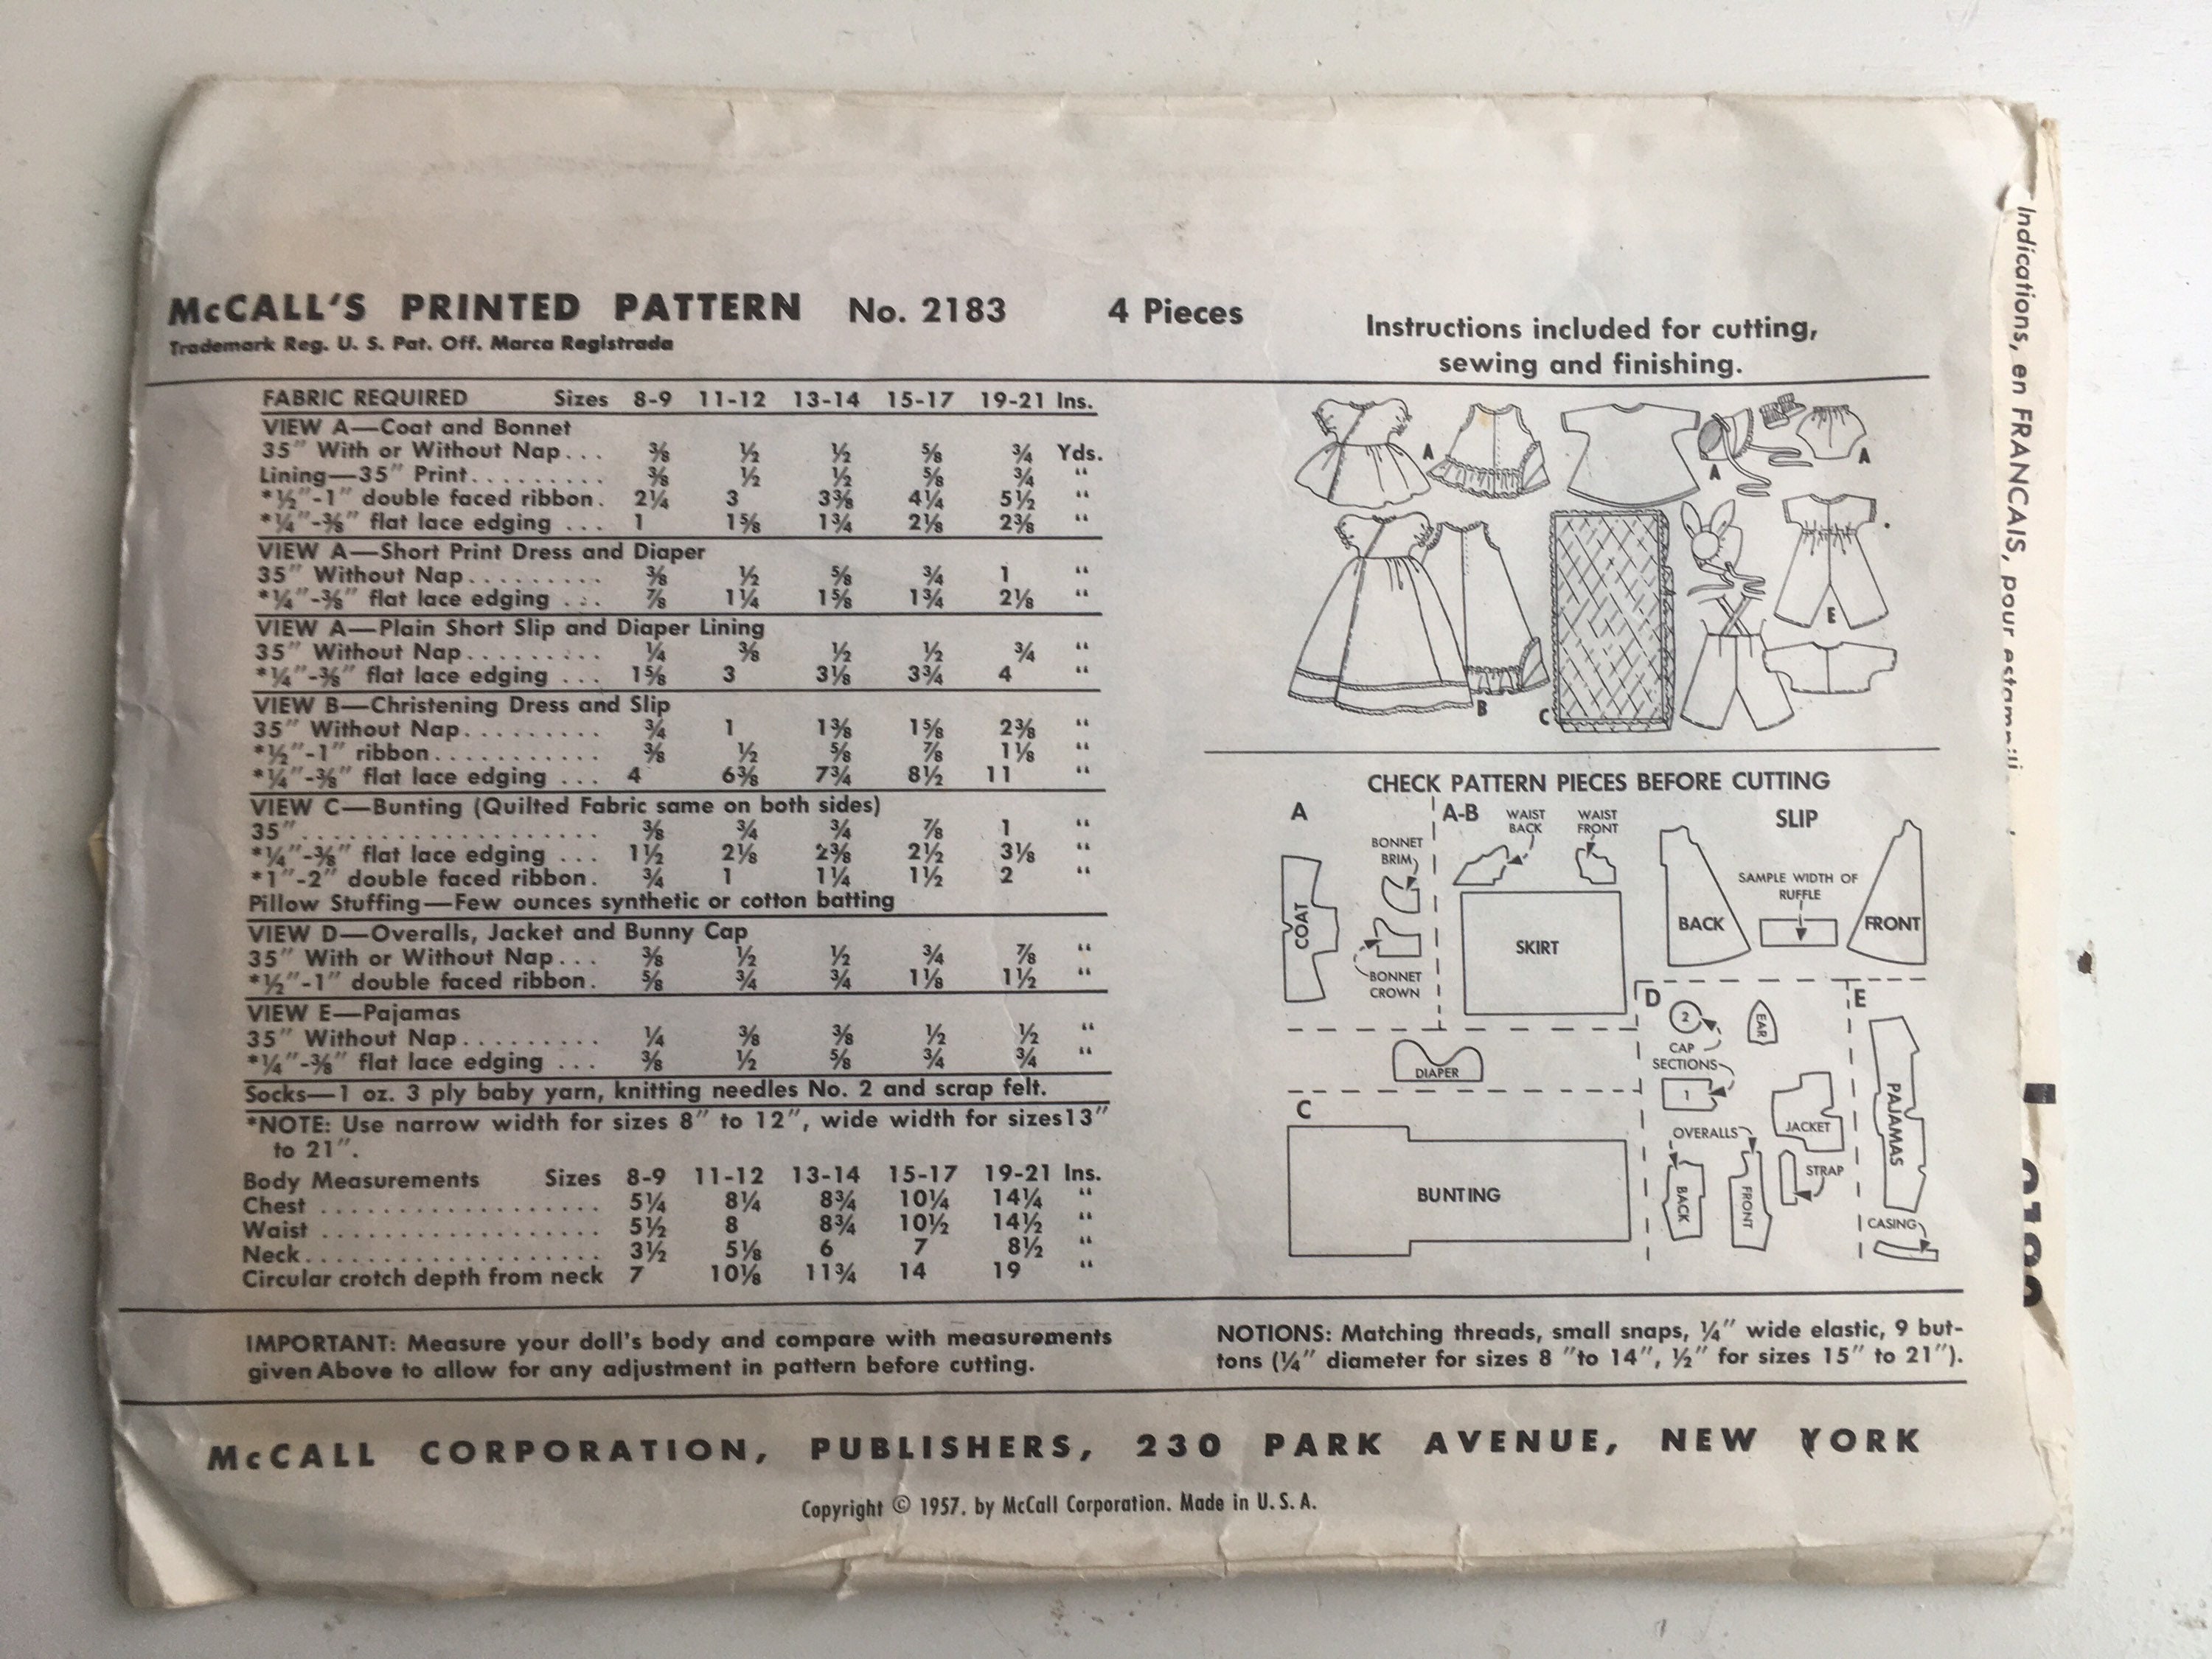 McCALL'S PRINTED PATTERN No. 2183 4 Pieces
Trademark Reg. U. S. Pat. Off. Marca Registrada
Instructions included for cutting,
sewing and finishing.
FABRIC REQUIRED Sizes 8-9 11-12 13-14 15-17 19-21 Ins.
VIEW A—Coat and Bonnet
35" With or Without Nap... ⅜ ½ ½ ⅝ ¾ Yds.
Lining—35" Print......... ⅜ ½ ½ ⅝ ¾ "
*½"-1" double faced ribbon. 2¼ 3 3⅜ 4¼ 5½ "
*¼"-⅜" flat lace edging ... 1 1⅝ 1¾ 2⅛ 2⅜ "
VIEW A—Short Print Dress and Diaper
35" Without Nap......... ⅜ ½ ⅝ ¾ 1 "
*¼"-⅜" flat lace edging ... ⅞ 1¼ 1⅝ 1¾ 2⅛ "
VIEW A—Plain Short Slip and Diaper Lining
35" Without Nap......... ¼ ⅜ ½ ½ ¾ "
*¼"-⅜" flat lace edging ... 1⅝ 3 3⅛ 3¾ 4 "
VIEW B—Christening Dress and Slip
35" Without Nap......... ¾ 1 1⅜ 1⅝ 2⅜ "
*½"-1" ribbon........... ⅜ ½ ⅝ ⅞ 1⅛ "
*¼"-⅜" flat lace edging ... 4 6⅜ 7¾ 8½ 11 "
VIEW C—Bunting (Quilted Fabric same on both sides)
35"................... ⅜ ¾ ¾ ⅞ 1 "
*¼"-⅜" flat lace edging ... 1½ 2⅛ 2⅜ 2½ 3⅛ "
*1"-2" double faced ribbon. ¾ 1 1¼ 1½ 2 "
Pillow Stuffing—Few ounces synthetic or cotton batting
VIEW D—Overalls, Jacket and Bunny Cap
35" With or Without Nap... ⅜ ½ ½ ¾ ⅞ "
*½"-1" double faced ribbon. ⅝ ¾ ¾ 1⅛ 1½ "
VIEW E—Pajamas
35" Without Nap......... ¼ ⅜ ⅜ ½ ½ "
*¼"-⅜" flat lace edging ... ⅜ ½ ⅝ ¾ ¾ "
Socks—1 oz. 3 ply baby yarn, knitting needles No. 2 and scrap felt.
*NOTE: Use narrow width for sizes 8" to 12", wide width for sizes13"
to 21".
Body Measurements Sizes 8-9 11-12 13-14 15-17 19-21 Ins.
Chest ................... 5¼ 8¼ 8¾ 10¼ 14¼ "
Waist ................... 5½ 8 8¾ 10½ 14½ "
Neck.................... 3½ 5⅛ 6 7 8½ "
Circular crotch depth from neck 7 10⅛ 11¾ 14 19 "
A
A
A
B
C
E
CHECK PATTERN PIECES BEFORE CUTTING
A
COAT
BONNET
BRIM
BONNET
CROWN
A-B
WAIST
BACK
WAIST
FRONT
SKIRT
SLIP
BACK
SAMPLE WIDTH OF
RUFFLE
FRONT
DIAPER
C
BUNTING
D
2
EAR
CAP
SECTIONS
1
JACKET
OVERALLS
BACK
FRONT
STRAP
E
PAJAMAS
CASING
IMPORTANT: Measure your doll's body and compare with measurements
given Above to allow for any adjustment in pattern before cutting.
NOTIONS: Matching threads, small snaps, ¼" wide elastic, 9 but-
tons (¼" diameter for sizes 8 "to 14", ½" for sizes 15" to 21").
McCALL CORPORATION, PUBLISHERS, 230 PARK AVENUE, NEW YORK
Copyright © 1957. by McCall Corporation. Made in U. S. A.
Indications, en FRANCAIS, pour